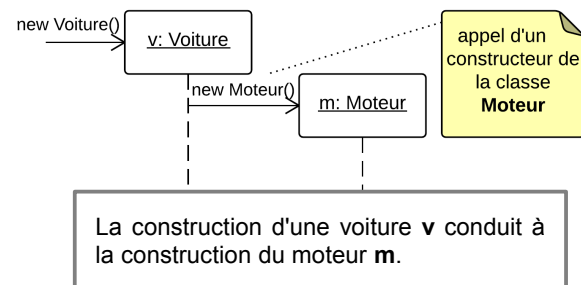 new Voiture()
v: Voiture
new Moteur()
m: Moteur
appel d'un
constructeur de
la classe
Moteur
La construction d'une voiture v conduit à
la construction du moteur m.